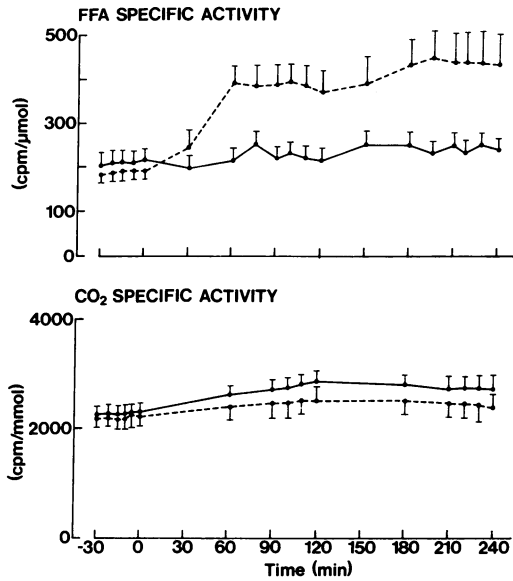 FFA SPECIFIC ACTIVITY
500
300
100
0
(cpm/μmol)
CO₂ SPECIFIC ACTIVITY
4000
2000
0
(cpm/mmol)
-30 0 30 60 90 120 150 180 210 240
Time (min)